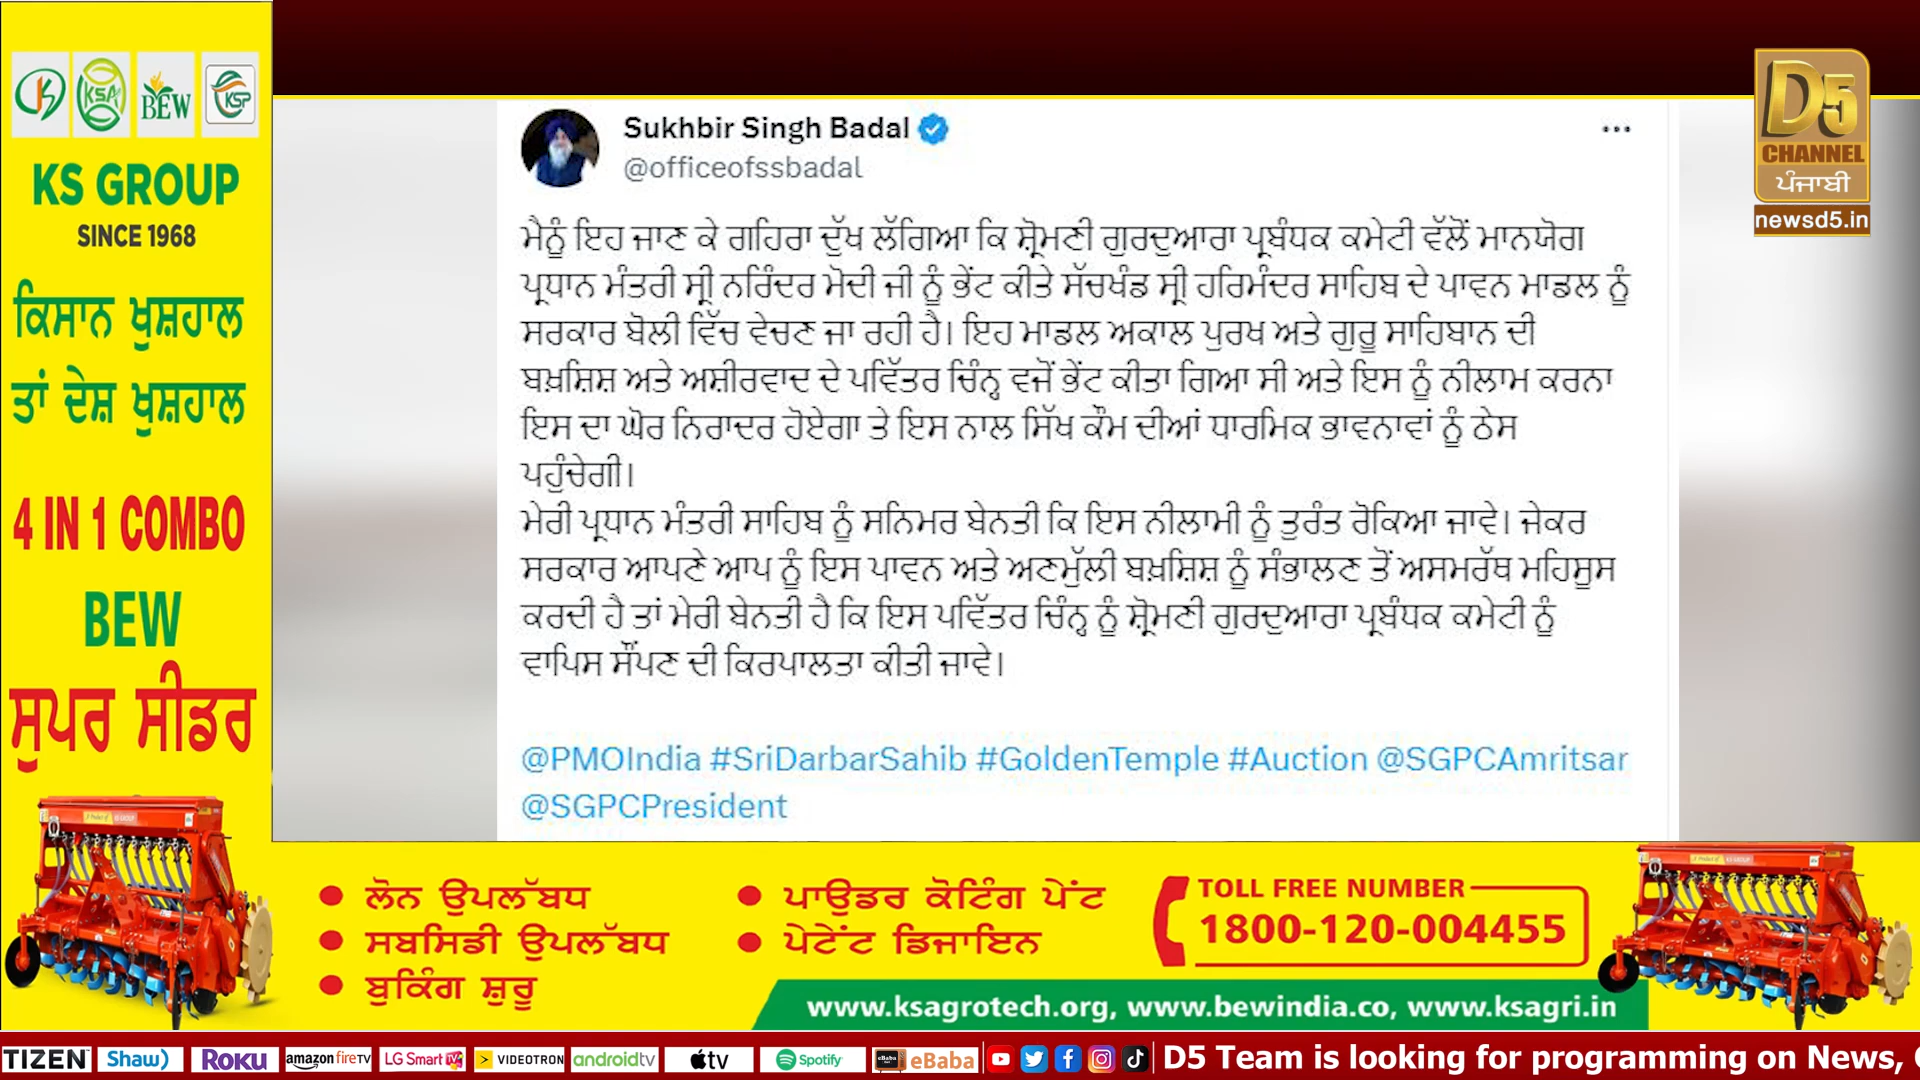 KSA
BEW
KSP
KS GROUP
SINCE 1968
ਕਿਸਾਨ ਖੁਸ਼ਹਾਲ
ਤਾਂ ਦੇਸ਼ ਖੁਸ਼ਹਾਲ
4 IN 1 COMBO
BEW
ਸੁਪਰ ਸੀਡਰ
Sukhbir Singh Badal
@officeofssbadal
ਮੈਨੂੰ ਇਹ ਜਾਣ ਕੇ ਗਹਿਰਾ ਦੁੱਖ ਲੱਗਿਆ ਕਿ ਸ਼੍ਰੋਮਣੀ ਗੁਰਦੁਆਰਾ ਪ੍ਰਬੰਧਕ ਕਮੇਟੀ ਵੱਲੋਂ ਮਾਨਯੋਗ
ਪ੍ਰਧਾਨ ਮੰਤਰੀ ਸ੍ਰੀ ਨਰਿੰਦਰ ਮੋਦੀ ਜੀ ਨੂੰ ਭੇਂਟ ਕੀਤੇ ਸੱਚਖੰਡ ਸ੍ਰੀ ਹਰਿਮੰਦਰ ਸਾਹਿਬ ਦੇ ਪਾਵਨ ਮਾਡਲ ਨੂੰ
ਸਰਕਾਰ ਬੋਲੀ ਵਿੱਚ ਵੇਚਣ ਜਾ ਰਹੀ ਹੈ। ਇਹ ਮਾਡਲ ਅਕਾਲ ਪੁਰਖ ਅਤੇ ਗੁਰੂ ਸਾਹਿਬਾਨ ਦੀ
ਬਖ਼ਸ਼ਿਸ਼ ਅਤੇ ਅਸ਼ੀਰਵਾਦ ਦੇ ਪਵਿੱਤਰ ਚਿੰਨ੍ਹ ਵਜੋਂ ਭੇਂਟ ਕੀਤਾ ਗਿਆ ਸੀ ਅਤੇ ਇਸ ਨੂੰ ਨੀਲਾਮ ਕਰਨਾ
ਇਸ ਦਾ ਘੋਰ ਨਿਰਾਦਰ ਹੋਏਗਾ ਤੇ ਇਸ ਨਾਲ ਸਿੱਖ ਕੌਮ ਦੀਆਂ ਧਾਰਮਿਕ ਭਾਵਨਾਵਾਂ ਨੂੰ ਠੇਸ
ਪਹੁੰਚੇਗੀ।
ਮੇਰੀ ਪ੍ਰਧਾਨ ਮੰਤਰੀ ਸਾਹਿਬ ਨੂੰ ਸਨਿਮਰ ਬੇਨਤੀ ਕਿ ਇਸ ਨੀਲਾਮੀ ਨੂੰ ਤੁਰੰਤ ਰੋਕਿਆ ਜਾਵੇ। ਜੇਕਰ
ਸਰਕਾਰ ਆਪਣੇ ਆਪ ਨੂੰ ਇਸ ਪਾਵਨ ਅਤੇ ਅਣਮੁੱਲੀ ਬਖ਼ਸ਼ਿਸ਼ ਨੂੰ ਸੰਭਾਲਣ ਤੋਂ ਅਸਮਰੱਥ ਮਹਿਸੂਸ
ਕਰਦੀ ਹੈ ਤਾਂ ਮੇਰੀ ਬੇਨਤੀ ਹੈ ਕਿ ਇਸ ਪਵਿੱਤਰ ਚਿੰਨ੍ਹ ਨੂੰ ਸ਼੍ਰੋਮਣੀ ਗੁਰਦੁਆਰਾ ਪ੍ਰਬੰਧਕ ਕਮੇਟੀ ਨੂੰ
ਵਾਪਿਸ ਸੌਂਪਣ ਦੀ ਕਿਰਪਾਲਤਾ ਕੀਤੀ ਜਾਵੇ।
@PMOIndia #SriDarbarSahib #GoldenTemple #Auction @SGPCAmritsar
@SGPCPresident
D5
CHANNEL
ਪੰਜਾਬੀ
newsd5.in
ਲੋਨ ਉਪਲੱਬਧ
ਸਬਸਿਡੀ ਉਪਲੱਬਧ
ਬੁਕਿੰਗ ਸ਼ੁਰੂ
ਪਾਉਡਰ ਕੋਟਿੰਗ ਪੇਂਟ
ਪੇਟੇਂਟ ਡਿਜਾਇਨ
TOLL FREE NUMBER
1800-120-004455
www.ksagrotech.org, www.bewindia.co, www.ksagri.in
TIZEN Shaw) ROKU amazon fireTV LG Smart TV VIDEOTRON androidtv tv Spotify eBaba D5 Team is looking for programming on News,